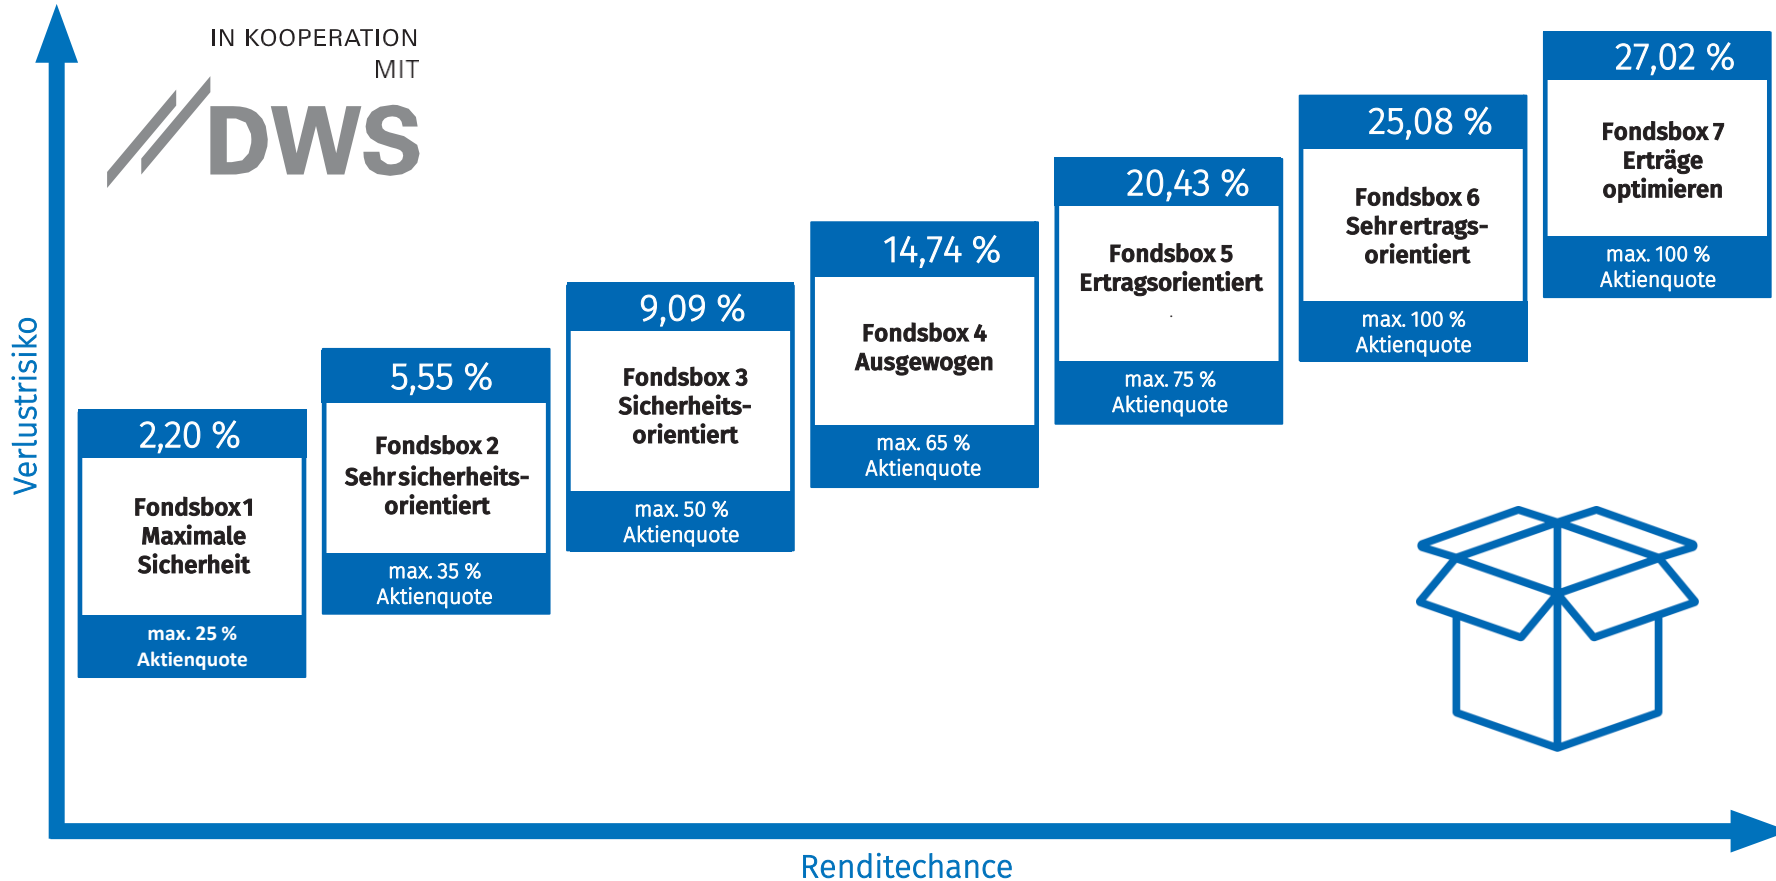 IN KOOPERATION
MIT
DWS
Verlustrisiko
2,20 %
Fondsbox 1
Maximale
Sicherheit
max. 25 %
Aktienquote
5,55 %
Fondsbox 2
Sehr sicherheits-
orientiert
max. 35 %
Aktienquote
9,09 %
Fondsbox 3
Sicherheits-
orientiert
max. 50 %
Aktienquote
14,74 %
Fondsbox 4
Ausgewogen
max. 65 %
Aktienquote
20,43 %
Fondsbox 5
Ertragsorientiert
max. 75 %
Aktienquote
25,08 %
Fondsbox 6
Sehr ertrags-
orientiert
max. 100 %
Aktienquote
27,02 %
Fondsbox 7
Erträge
optimieren
max. 100 %
Aktienquote
Renditechance